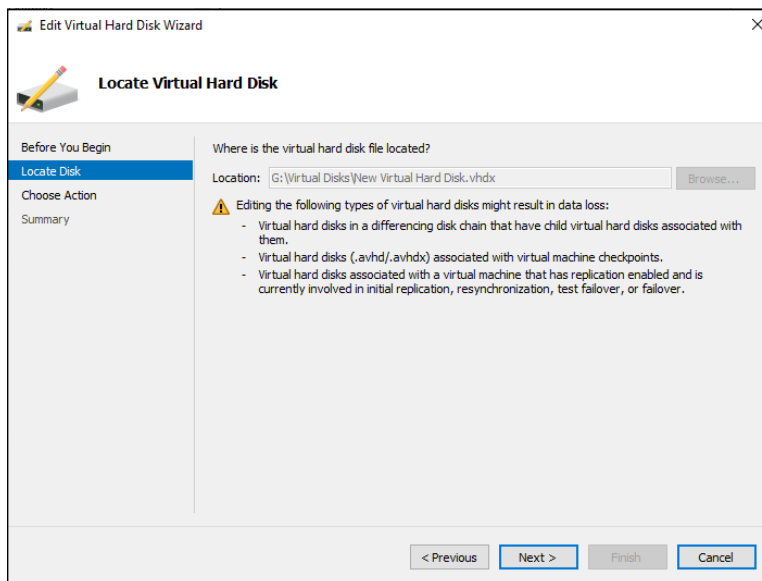 Edit Virtual Hard Disk Wizard
Locate Virtual Hard Disk
Before You Begin
Locate Disk
Choose Action
Summary
Where is the virtual hard disk file located?
Location: G:\Virtual Disks\New Virtual Hard Disk.vhdx Browse...
Editing the following types of virtual hard disks might result in data loss:
- Virtual hard disks in a differencing disk chain that have child virtual hard disks associated with
them.
- Virtual hard disks (.avhd/.avhdx) associated with virtual machine checkpoints.
- Virtual hard disks associated with a virtual machine that has replication enabled and is
currently involved in initial replication, resynchronization, test failover, or failover.
< Previous Next > Finish Cancel